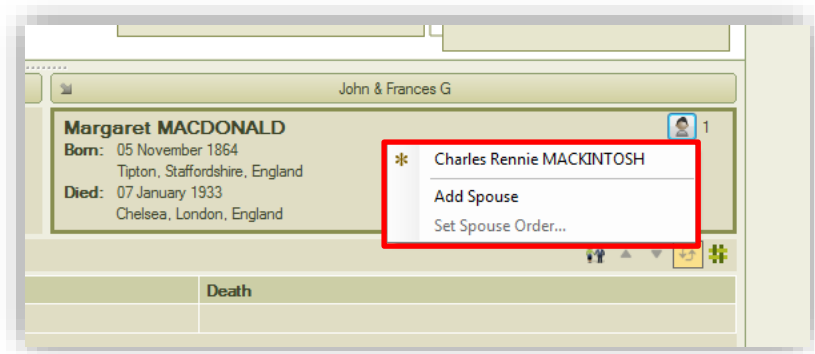 John & Frances G
Margaret MACDONALD
1
Born: 05 November 1864
Tipton, Staffordshire, England
Died: 07 January 1933
Chelsea, London, England
Charles Rennie MACKINTOSH
Add Spouse
Set Spouse Order...
Death